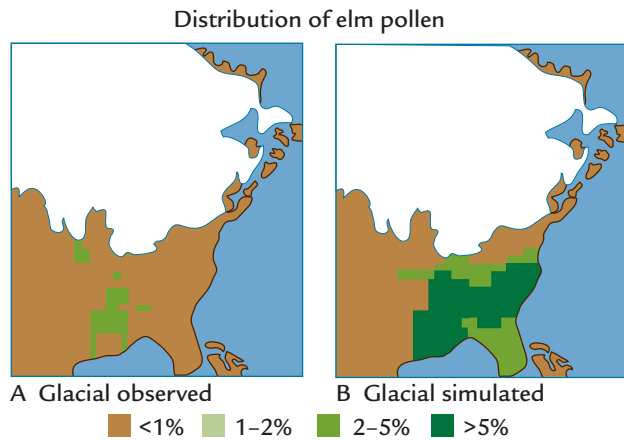 Distribution of elm pollen
A Glacial observed
B Glacial simulated
<1%
1–2%
2–5%
>5%